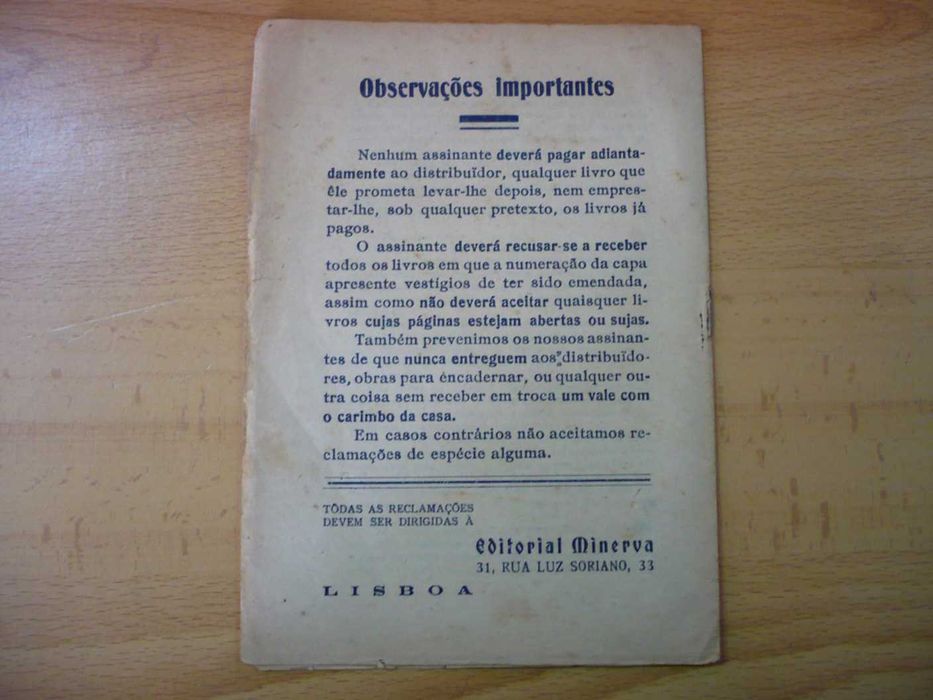 Observações importantes
Nenhum assinante deverá pagar adianta-
damente ao distribuïdor, qualquer livro que
êle prometa levar-lhe depois, nem empres-
tar-lhe, sob qualquer pretexto, os livros já
pagos.
O assinante deverá recusar-se a receber
todos os livros em que a numeração da capa
apresente vestígios de ter sido emendada,
assim como não deverá aceitar quaisquer li-
vros cujas páginas estejam abertas ou sujas.
Também prevenimos os nossos assinan-
tes de que nunca entreguem aos distribuïdo-
res, obras para encadernar, ou qualquer ou-
tra coisa sem receber em troca um vale com
o carimbo da casa.
Em casos contrários não aceitamos re-
clamações de espécie alguma.
TÔDAS AS RECLAMAÇÕES
DEVEM SER DIRIGIDAS À
Editorial Minerva
31, RUA LUZ SORIANO, 33
LISBOA